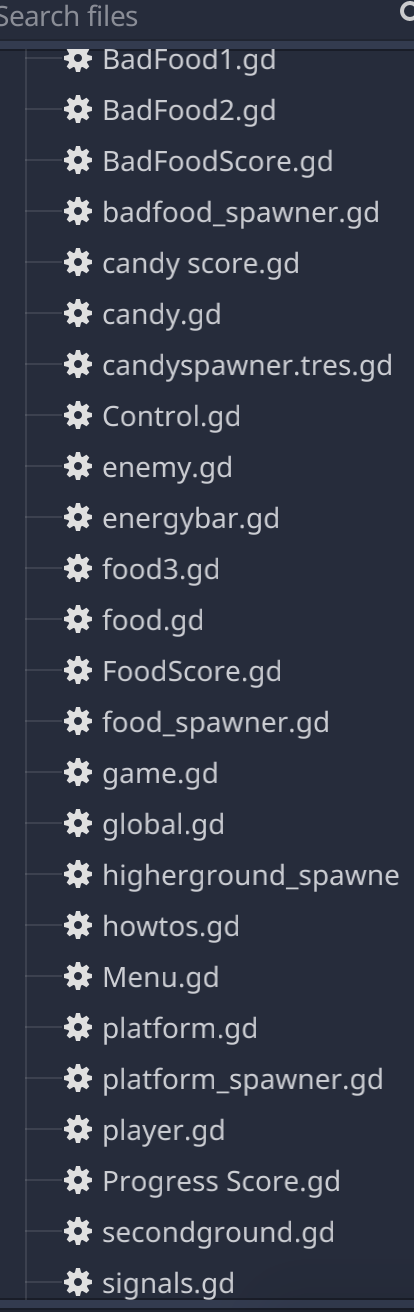 Search files
BadFood1.gd
BadFood2.gd
BadFoodScore.gd
badfood_spawner.gd
candy score.gd
candy.gd
candyspawner.tres.gd
Control.gd
enemy.gd
energybar.gd
food3.gd
food.gd
FoodScore.gd
food_spawner.gd
game.gd
global.gd
higherground_spawne
howtos.gd
Menu.gd
platform.gd
platform_spawner.gd
player.gd
Progress Score.gd
secondground.gd
signals.gd